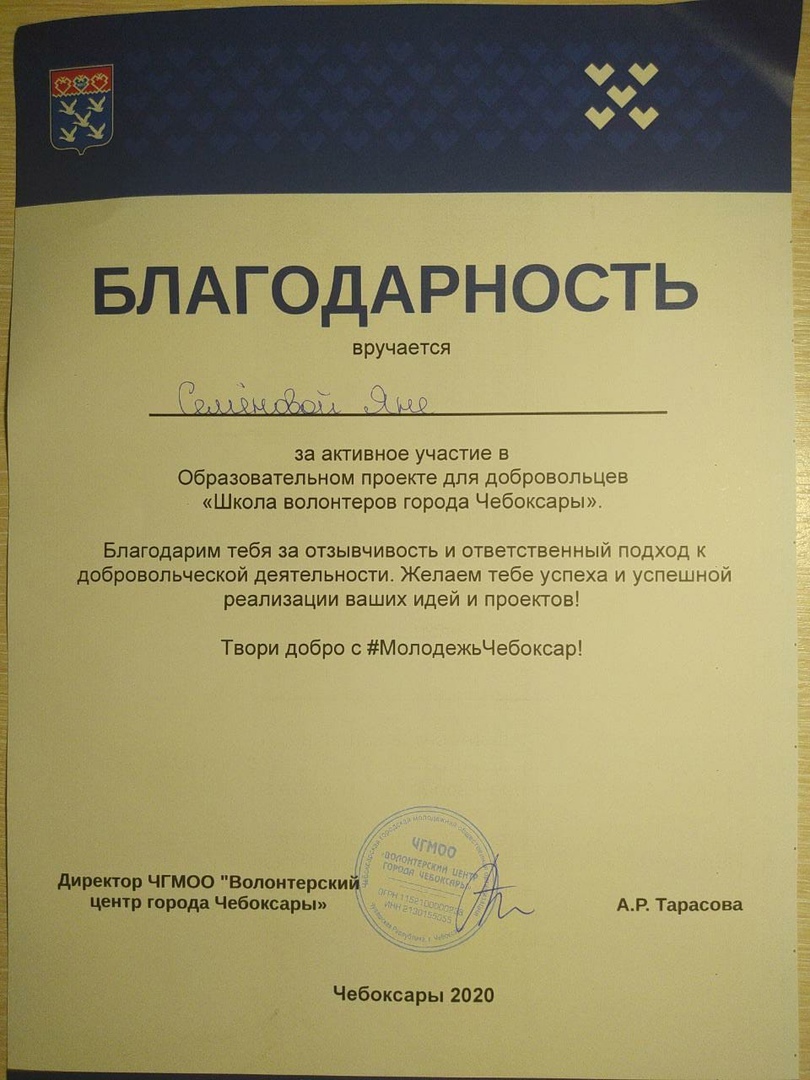 БЛАГОДАРНОСТЬ
вручается
Семёновой Яне
за активное участие в
Образовательном проекте для добровольцев
«Школа волонтеров города Чебоксары».
Благодарим тебя за отзывчивость и ответственный подход к
добровольческой деятельности. Желаем тебе успеха и успешной
реализации ваших идей и проектов!
Твори добро с #МолодежьЧебоксар!
ЧГМОО
«ВОЛОНТЕРСКИЙ ЦЕНТР
ГОРОДА ЧЕБОКСАРЫ»
Директор ЧГМОО "Волонтерский
центр города Чебоксары»
А.Р. Тарасова
Чебоксары 2020